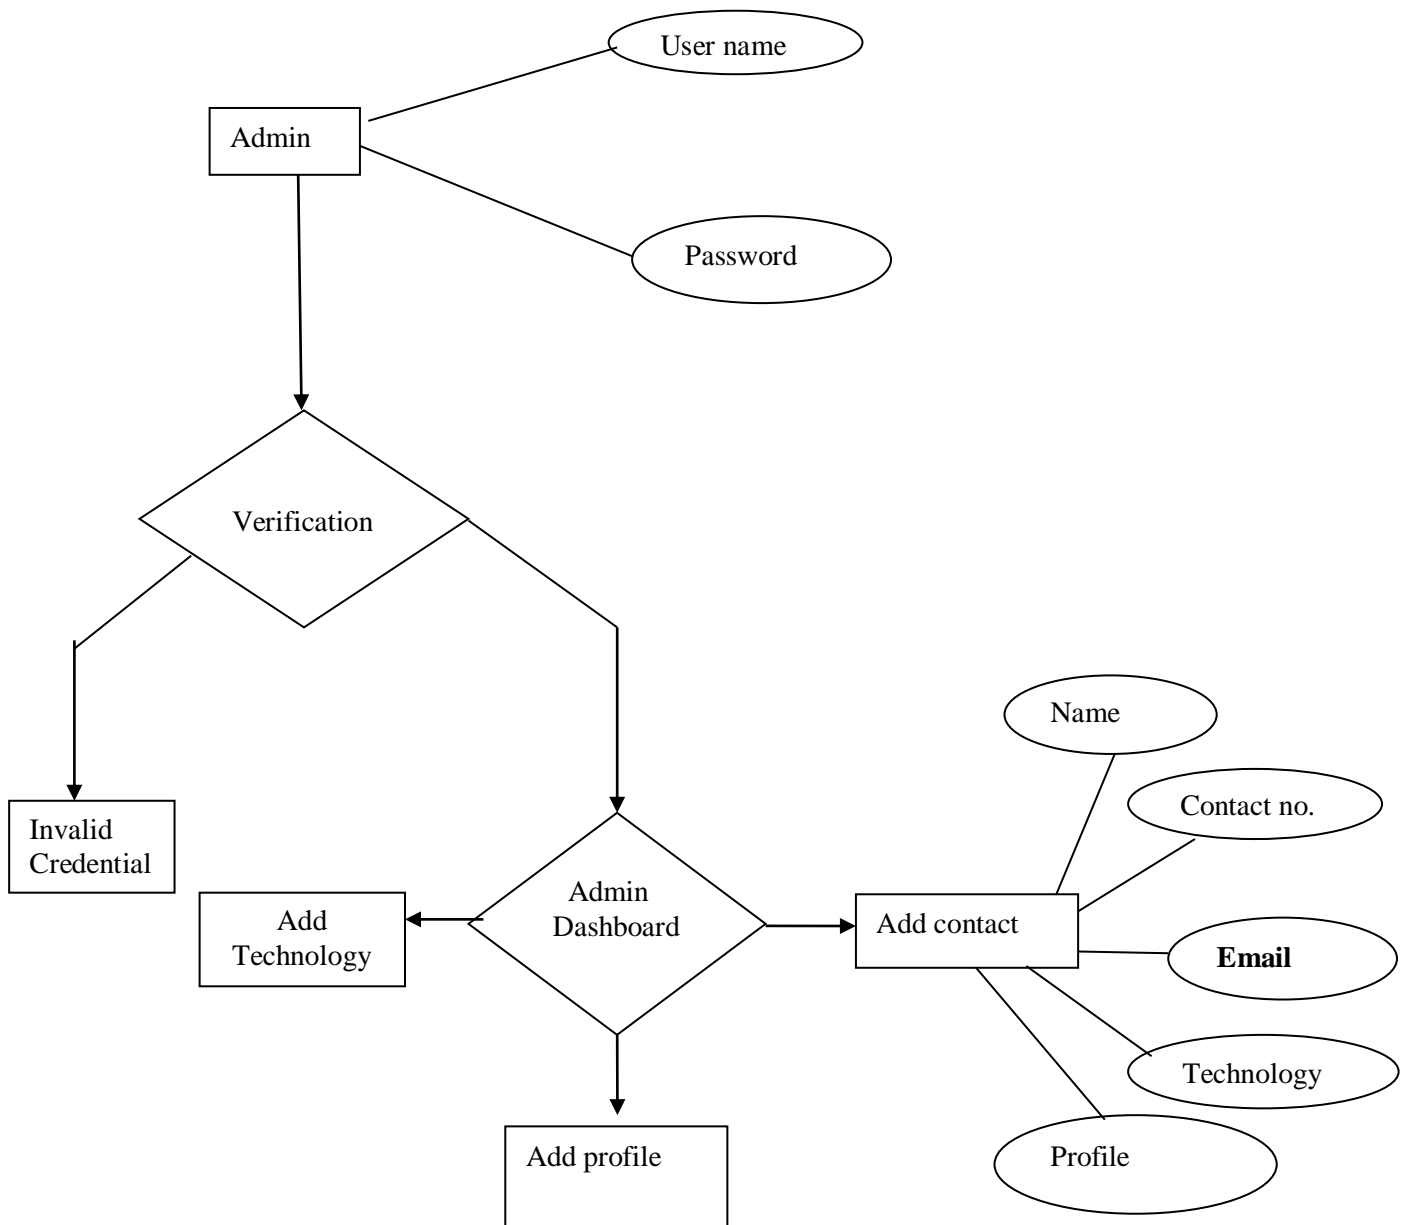 User name
Admin
Password
Verification
Name
Contact no.
Invalid
Credential
Admin
Dashboard
Add
Technology
Add contact
Email
Technology
Add profile
Profile